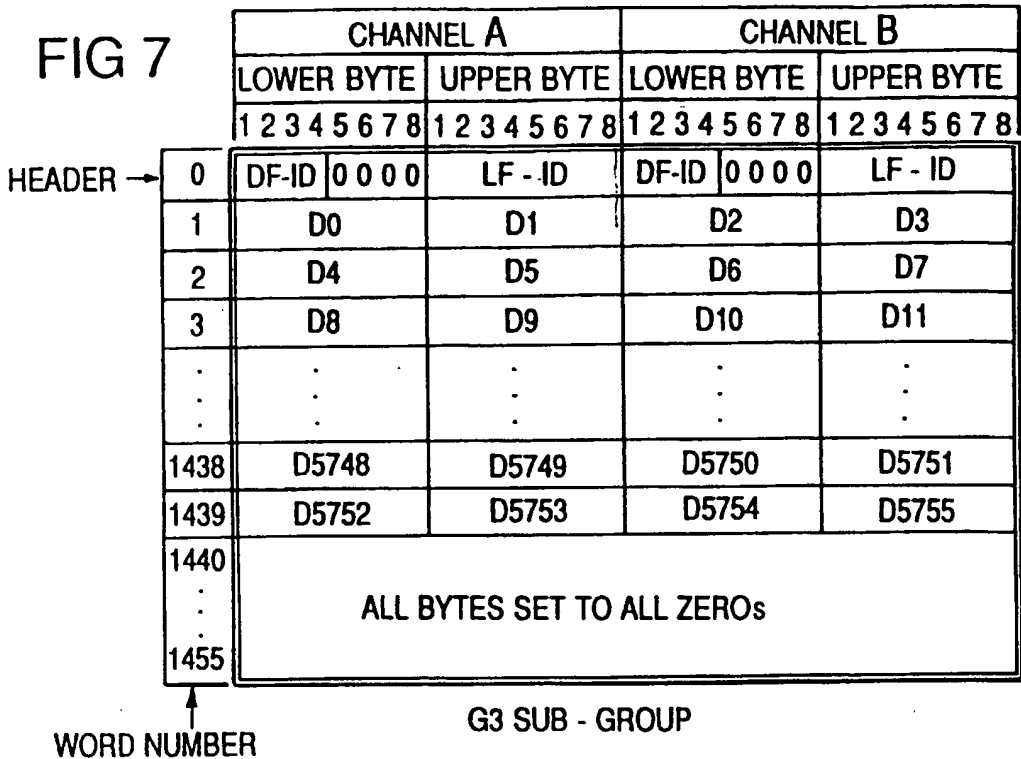 FIG 7
CHANNEL A CHANNEL B
LOWER BYTE UPPER BYTE LOWER BYTE UPPER BYTE
1 2 3 4 5 6 7 8 1 2 3 4 5 6 7 8 1 2 3 4 5 6 7 8 1 2 3 4 5 6 7 8
HEADER → 0 DF-ID 0 0 0 0 LF - ID DF-ID 0 0 0 0 LF - ID
1 D0 D1 D2 D3
2 D4 D5 D6 D7
3 D8 D9 D10 D11
. . . . .
. . . . .
. . . . .
1438 D5748 D5749 D5750 D5751
1439 D5752 D5753 D5754 D5755
1440
.
. ALL BYTES SET TO ALL ZEROs
.
1455
G3 SUB - GROUP
WORD NUMBER